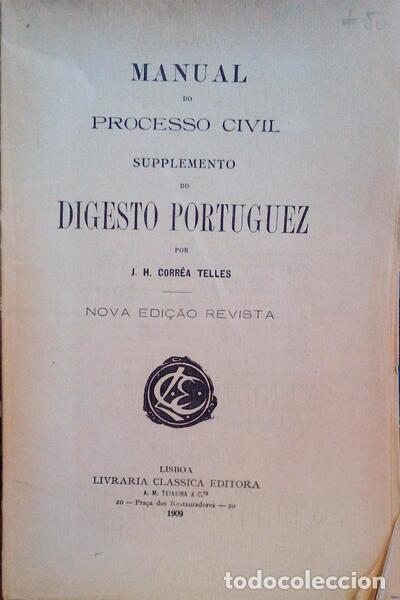 MANUAL
DO
PROCESSO CIVIL
SUPPLEMENTO
DO
DIGESTO PORTUGUEZ
POR
J. H. CORRÊA TELLES
NOVA EDIÇÃO REVISTA
LCE
LISBOA
LIVRARIA CLASSICA EDITORA
A. M. TEIXEIRA & C.TA
20 — Praça dos Restauradores — 20
1909
todocoleccion